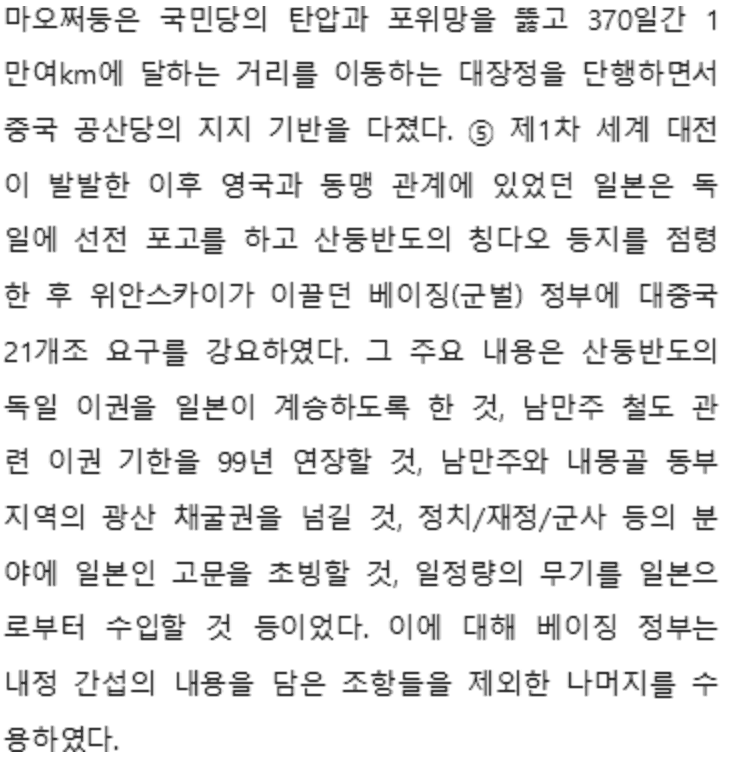 마오쩌둥은 국민당의 탄압과 포위망을 뚫고 370일간 1
만여km에 달하는 거리를 이동하는 대장정을 단행하면서
중국 공산당의 지지 기반을 다졌다. ⑤ 제1차 세계 대전
이 발발한 이후 영국과 동맹 관계에 있었던 일본은 독
일에 선전 포고를 하고 산둥반도의 칭다오 등지를 점령
한 후 위안스카이가 이끌던 베이징(군벌) 정부에 대중국
21개조 요구를 강요하였다. 그 주요 내용은 산둥반도의
독일 이권을 일본이 계승하도록 한 것, 남만주 철도 관
련 이권 기한을 99년 연장할 것, 남만주와 내몽골 동부
지역의 광산 채굴권을 넘길 것, 정치/재정/군사 등의 분
야에 일본인 고문을 초빙할 것, 일정량의 무기를 일본으
로부터 수입할 것 등이었다. 이에 대해 베이징 정부는
내정 간섭의 내용을 담은 조항들을 제외한 나머지를 수
용하였다.